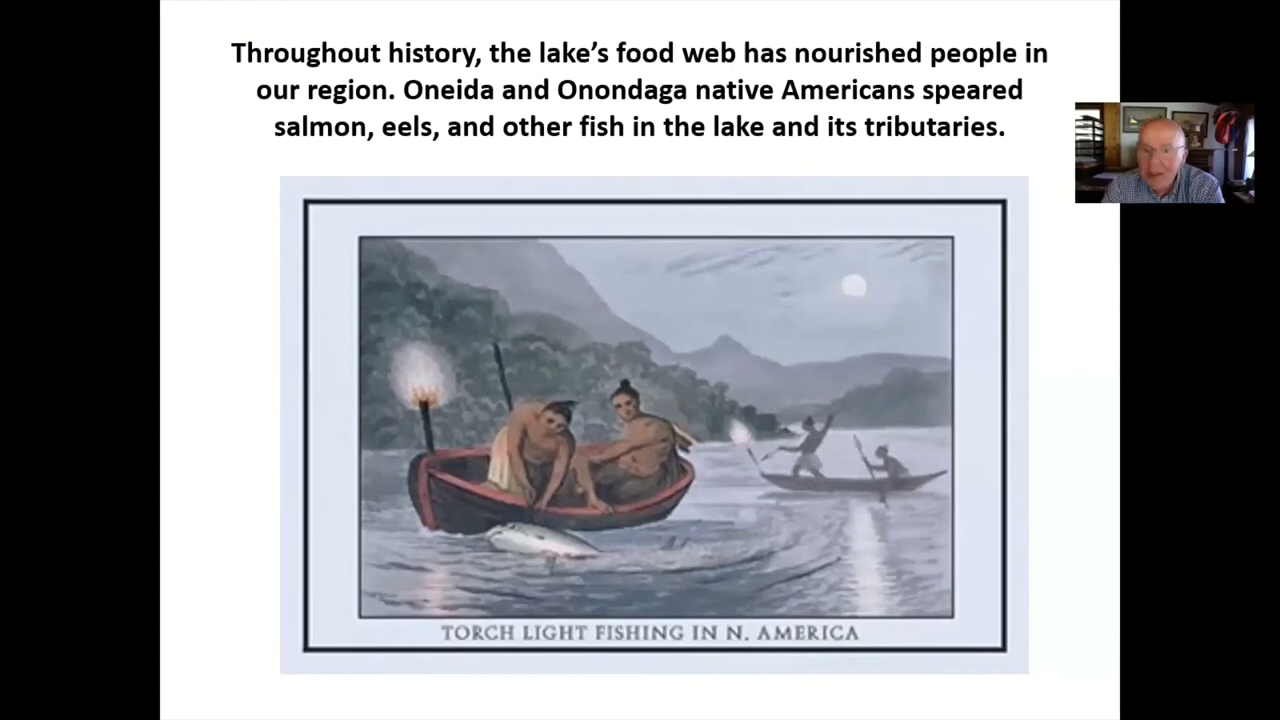 Throughout history, the lake’s food web has nourished people in
our region. Oneida and Onondaga native Americans speared
salmon, eels, and other fish in the lake and its tributaries.
TORCH LIGHT FISHING IN N. AMERICA